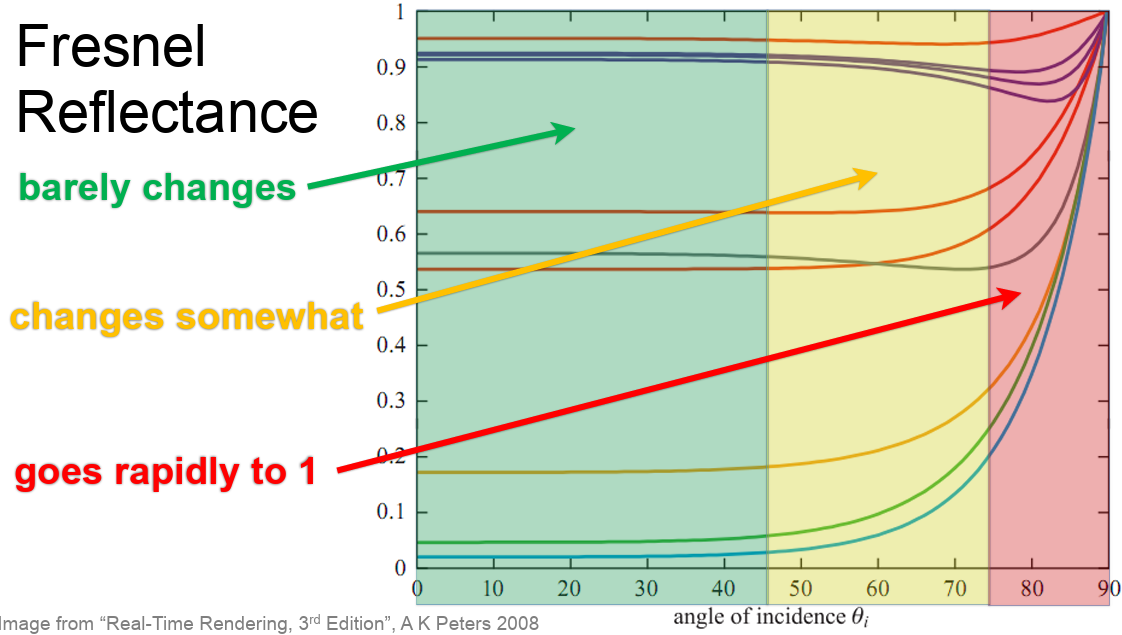 Fresnel
Reflectance
barely changes
changes somewhat
goes rapidly to 1
1
0.9
0.8
0.7
0.6
0.5
0.4
0.3
0.2
0.1
0
0 10 20 30 40 50 60 70 80 90
angle of incidence θi
Image from “Real-Time Rendering, 3rd Edition”, A K Peters 2008